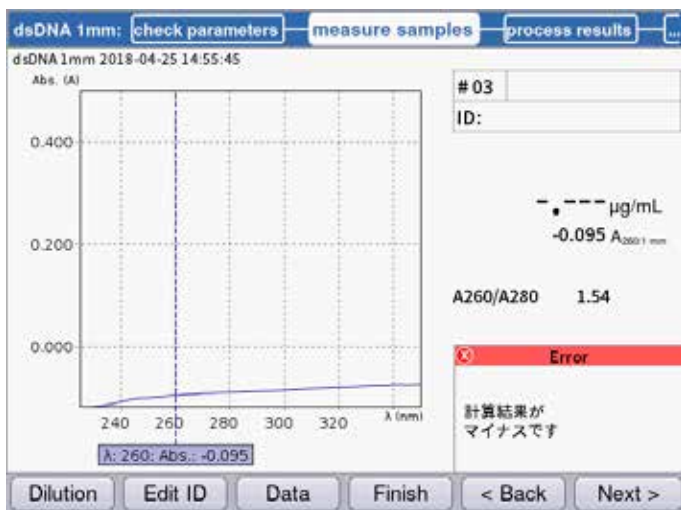 dsDNA 1mm: check parameters measure samples process results ...
dsDNA 1mm 2018-04-25 14:55:45
Abs. (A)
0.400
0.200
0.000
240 260 280 300 320 λ (nm)
λ: 260: Abs.: -0.095
# 03
ID:
-.--- µg/mL
-0.095 A260/1 mm
A260/A280 1.54
Error
計算結果が
マイナスです
Dilution Edit ID Data Finish < Back Next >